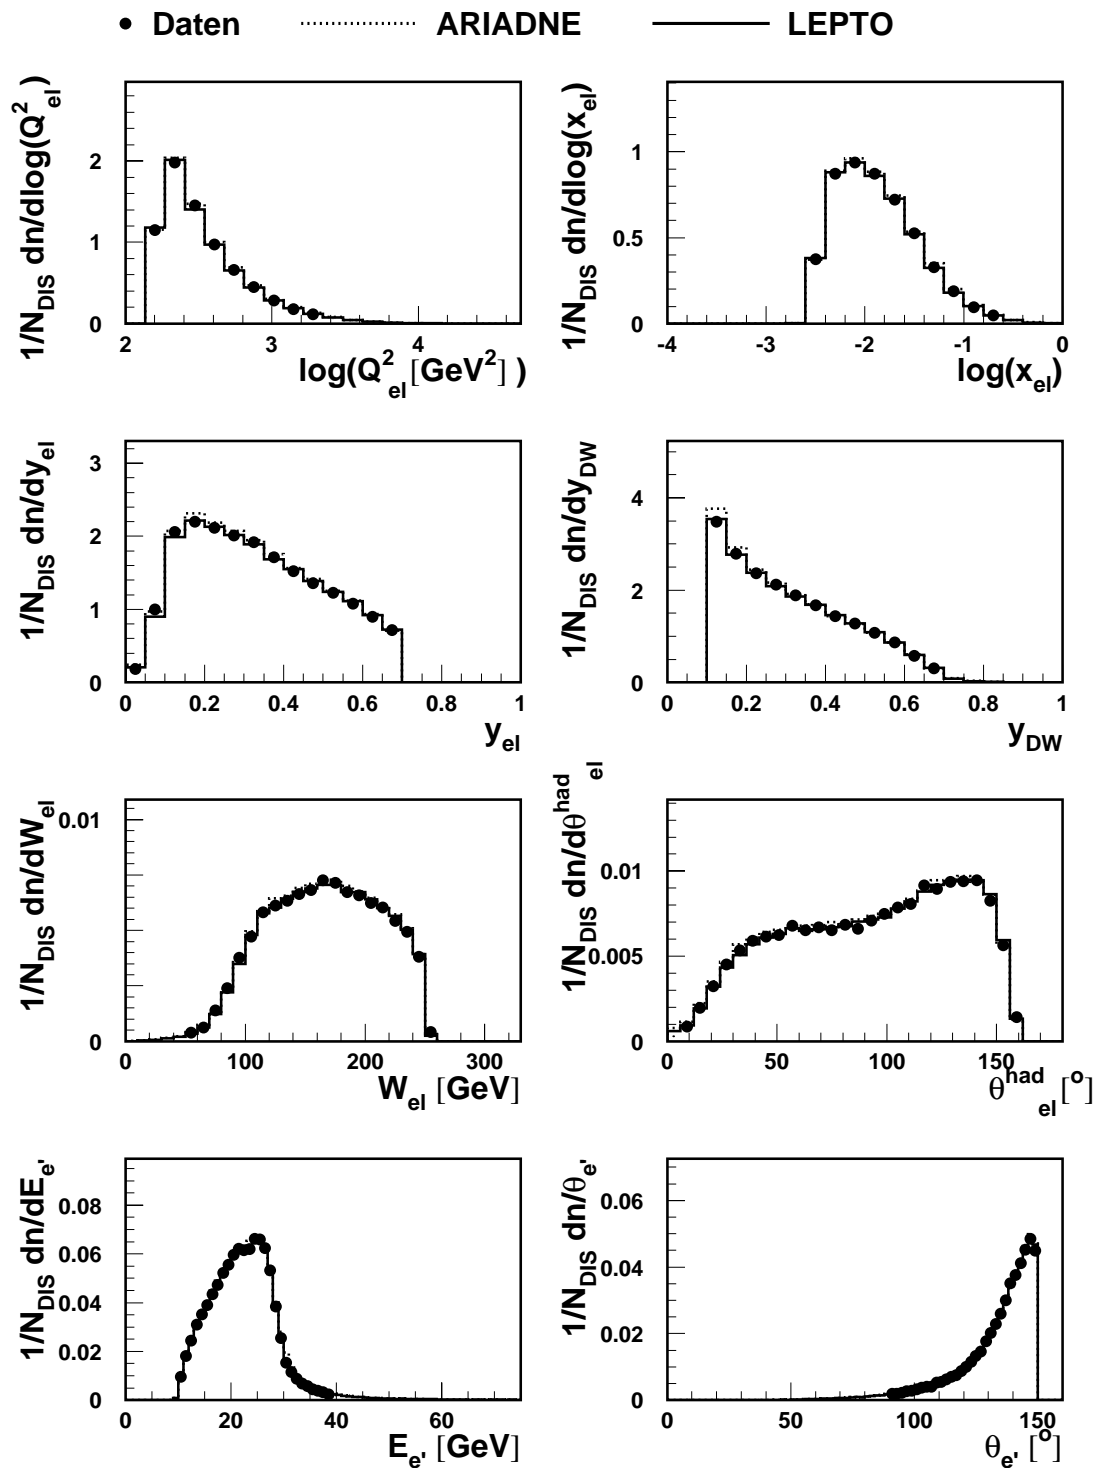 Daten ARIADNE LEPTO
1/N_DIS dn/dlog(Q²_el)
2
1
0
2 3 4
log(Q²_el[GeV²] )
1/N_DIS dn/dlog(x_el)
1
0.5
0
-4 -3 -2 -1 0
log(x_el)
1/N_DIS dn/dy_el
3
2
1
0
0 0.2 0.4 0.6 0.8 1
y_el
1/N_DIS dn/dy_DW
4
2
0
0 0.2 0.4 0.6 0.8 1
y_DW
1/N_DIS dn/dW_el
0.01
0
0 100 200 300
W_el [GeV]
1/N_DIS dn/dθ^had_el
0.01
0.005
0
0 50 100 150
θ^had_el[°]
1/N_DIS dn/dE_e'
0.08
0.06
0.04
0.02
0
0 20 40 60
E_e' [GeV]
1/N_DIS dn/θ_e'
0.06
0.04
0.02
0
0 50 100 150
θ_e' [°]